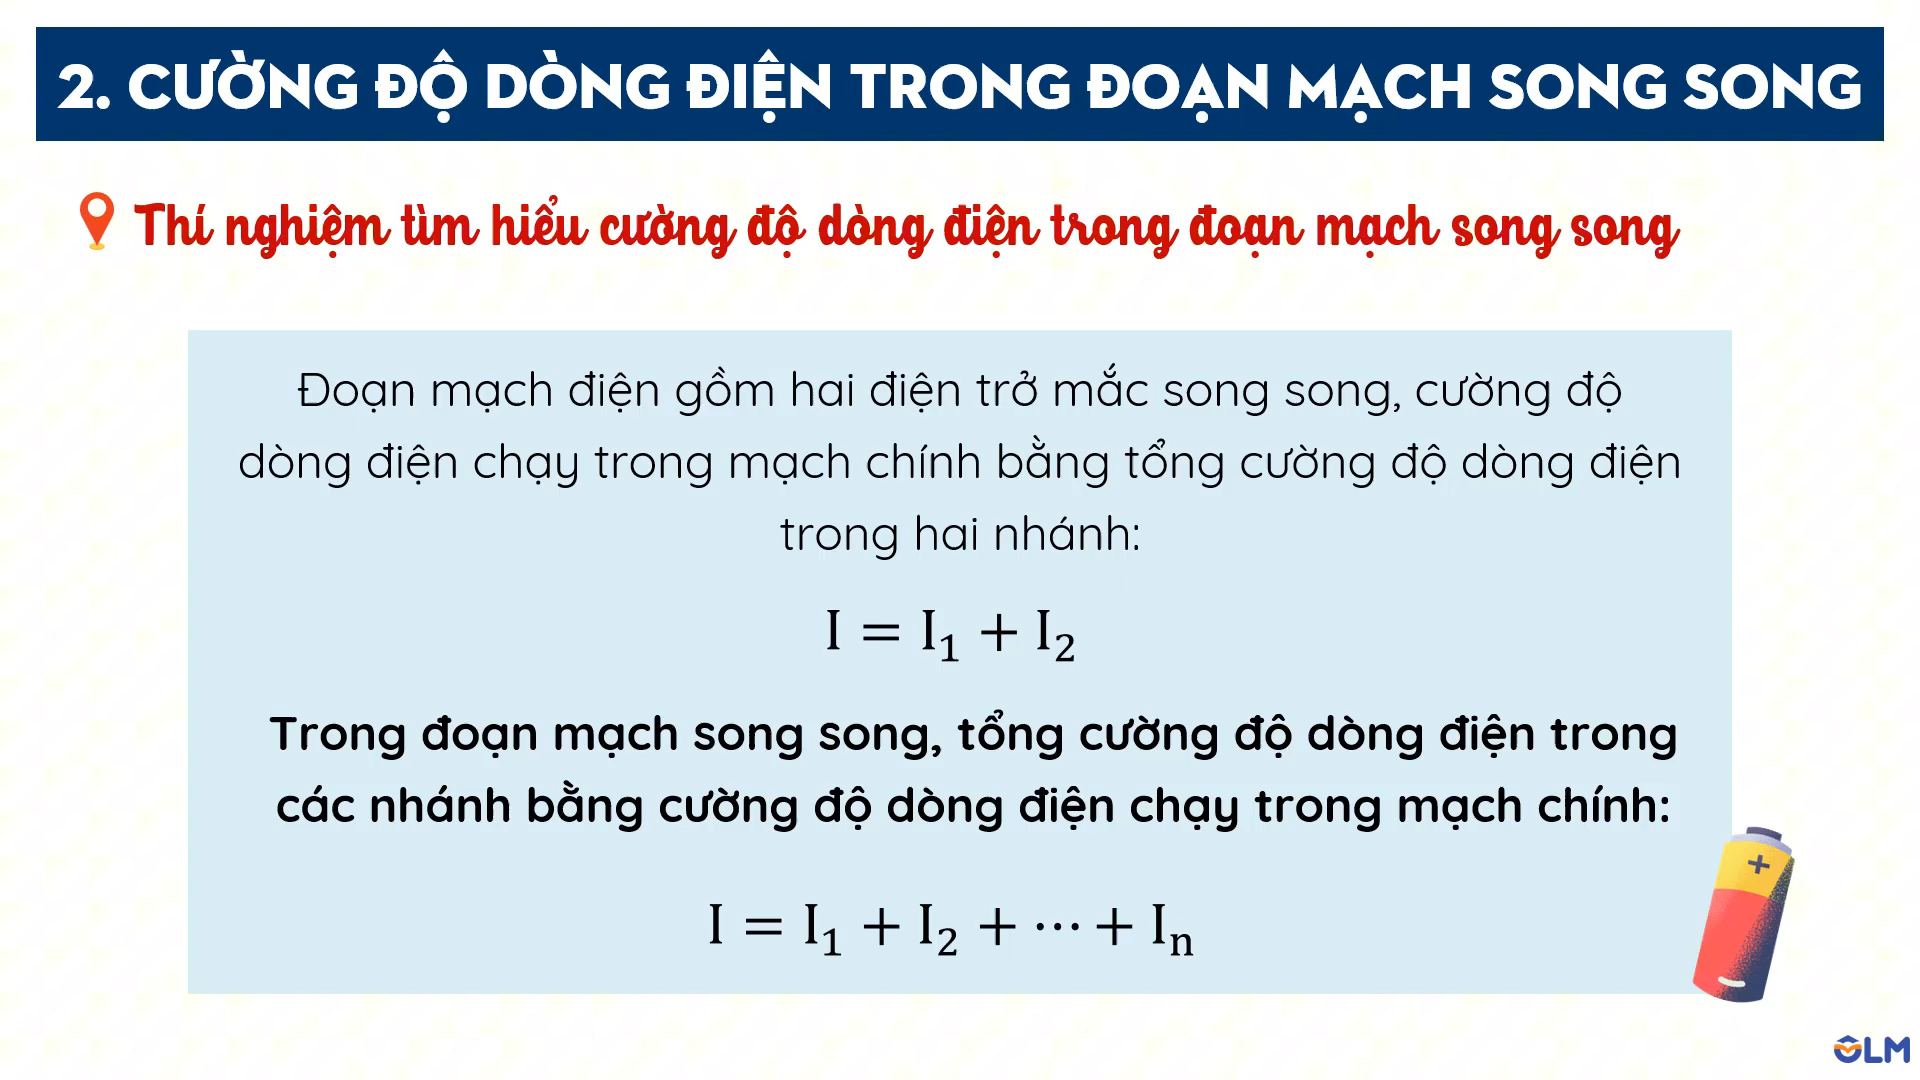 2. CƯỜNG ĐỘ DÒNG ĐIỆN TRONG ĐOẠN MẠCH SONG SONG
Thí nghiệm tìm hiểu cường độ dòng điện trong đoạn mạch song song
Đoạn mạch điện gồm hai điện trở mắc song song, cường độ
dòng điện chạy trong mạch chính bằng tổng cường độ dòng điện
trong hai nhánh:
I = I₁ + I₂
Trong đoạn mạch song song, tổng cường độ dòng điện trong
các nhánh bằng cường độ dòng điện chạy trong mạch chính:
I = I₁ + I₂ + ⋯ + Iₙ
+
OLM